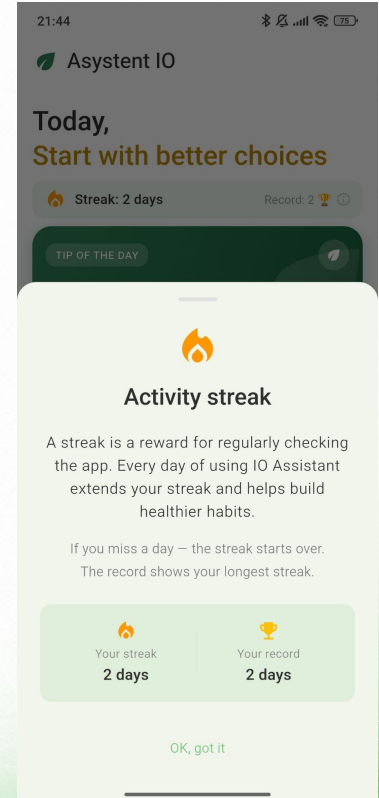 21:44
75
Asystent IO
Today,
Start with better choices
Streak: 2 days
Record: 2
TIP OF THE DAY
Activity streak
A streak is a reward for regularly checking
the app. Every day of using IO Assistant
extends your streak and helps build
healthier habits.
If you miss a day — the streak starts over.
The record shows your longest streak.
Your streak
2 days
Your record
2 days
OK, got it